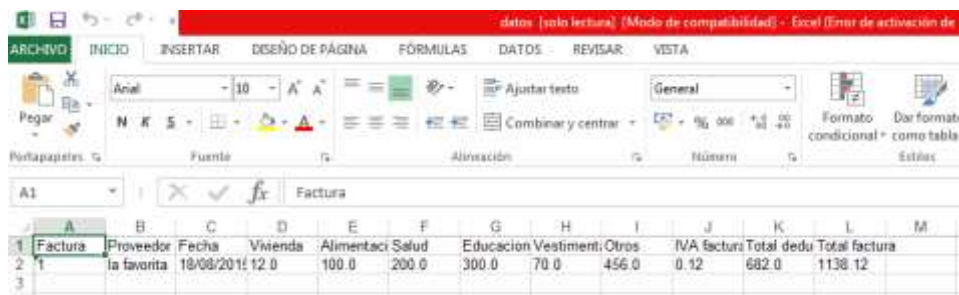 datos [solo lectura] [Modo de compatibilidad] - Excel (Error de activación de
ARCHIVO INICIO INSERTAR DISEÑO DE PÁGINA FÓRMULAS DATOS REVISAR VISTA
Arial 10 A A Ajustar texto General
Pegar N K S A Combinar y centrar % 000 Formato condicional Dar formato como tabla
Portapapeles Fuente Alineación Número Estilos
A1 fx Factura
A B C D E F G H I J K L M
1 Factura Proveedor Fecha Vivienda Alimentaci Salud Educacion Vestimenti Otros IVA factura Total dedu Total factura
2 1 la favorita 18/08/2015 12.0 100.0 200.0 300.0 70.0 456.0 0.12 682.0 1138.12
3